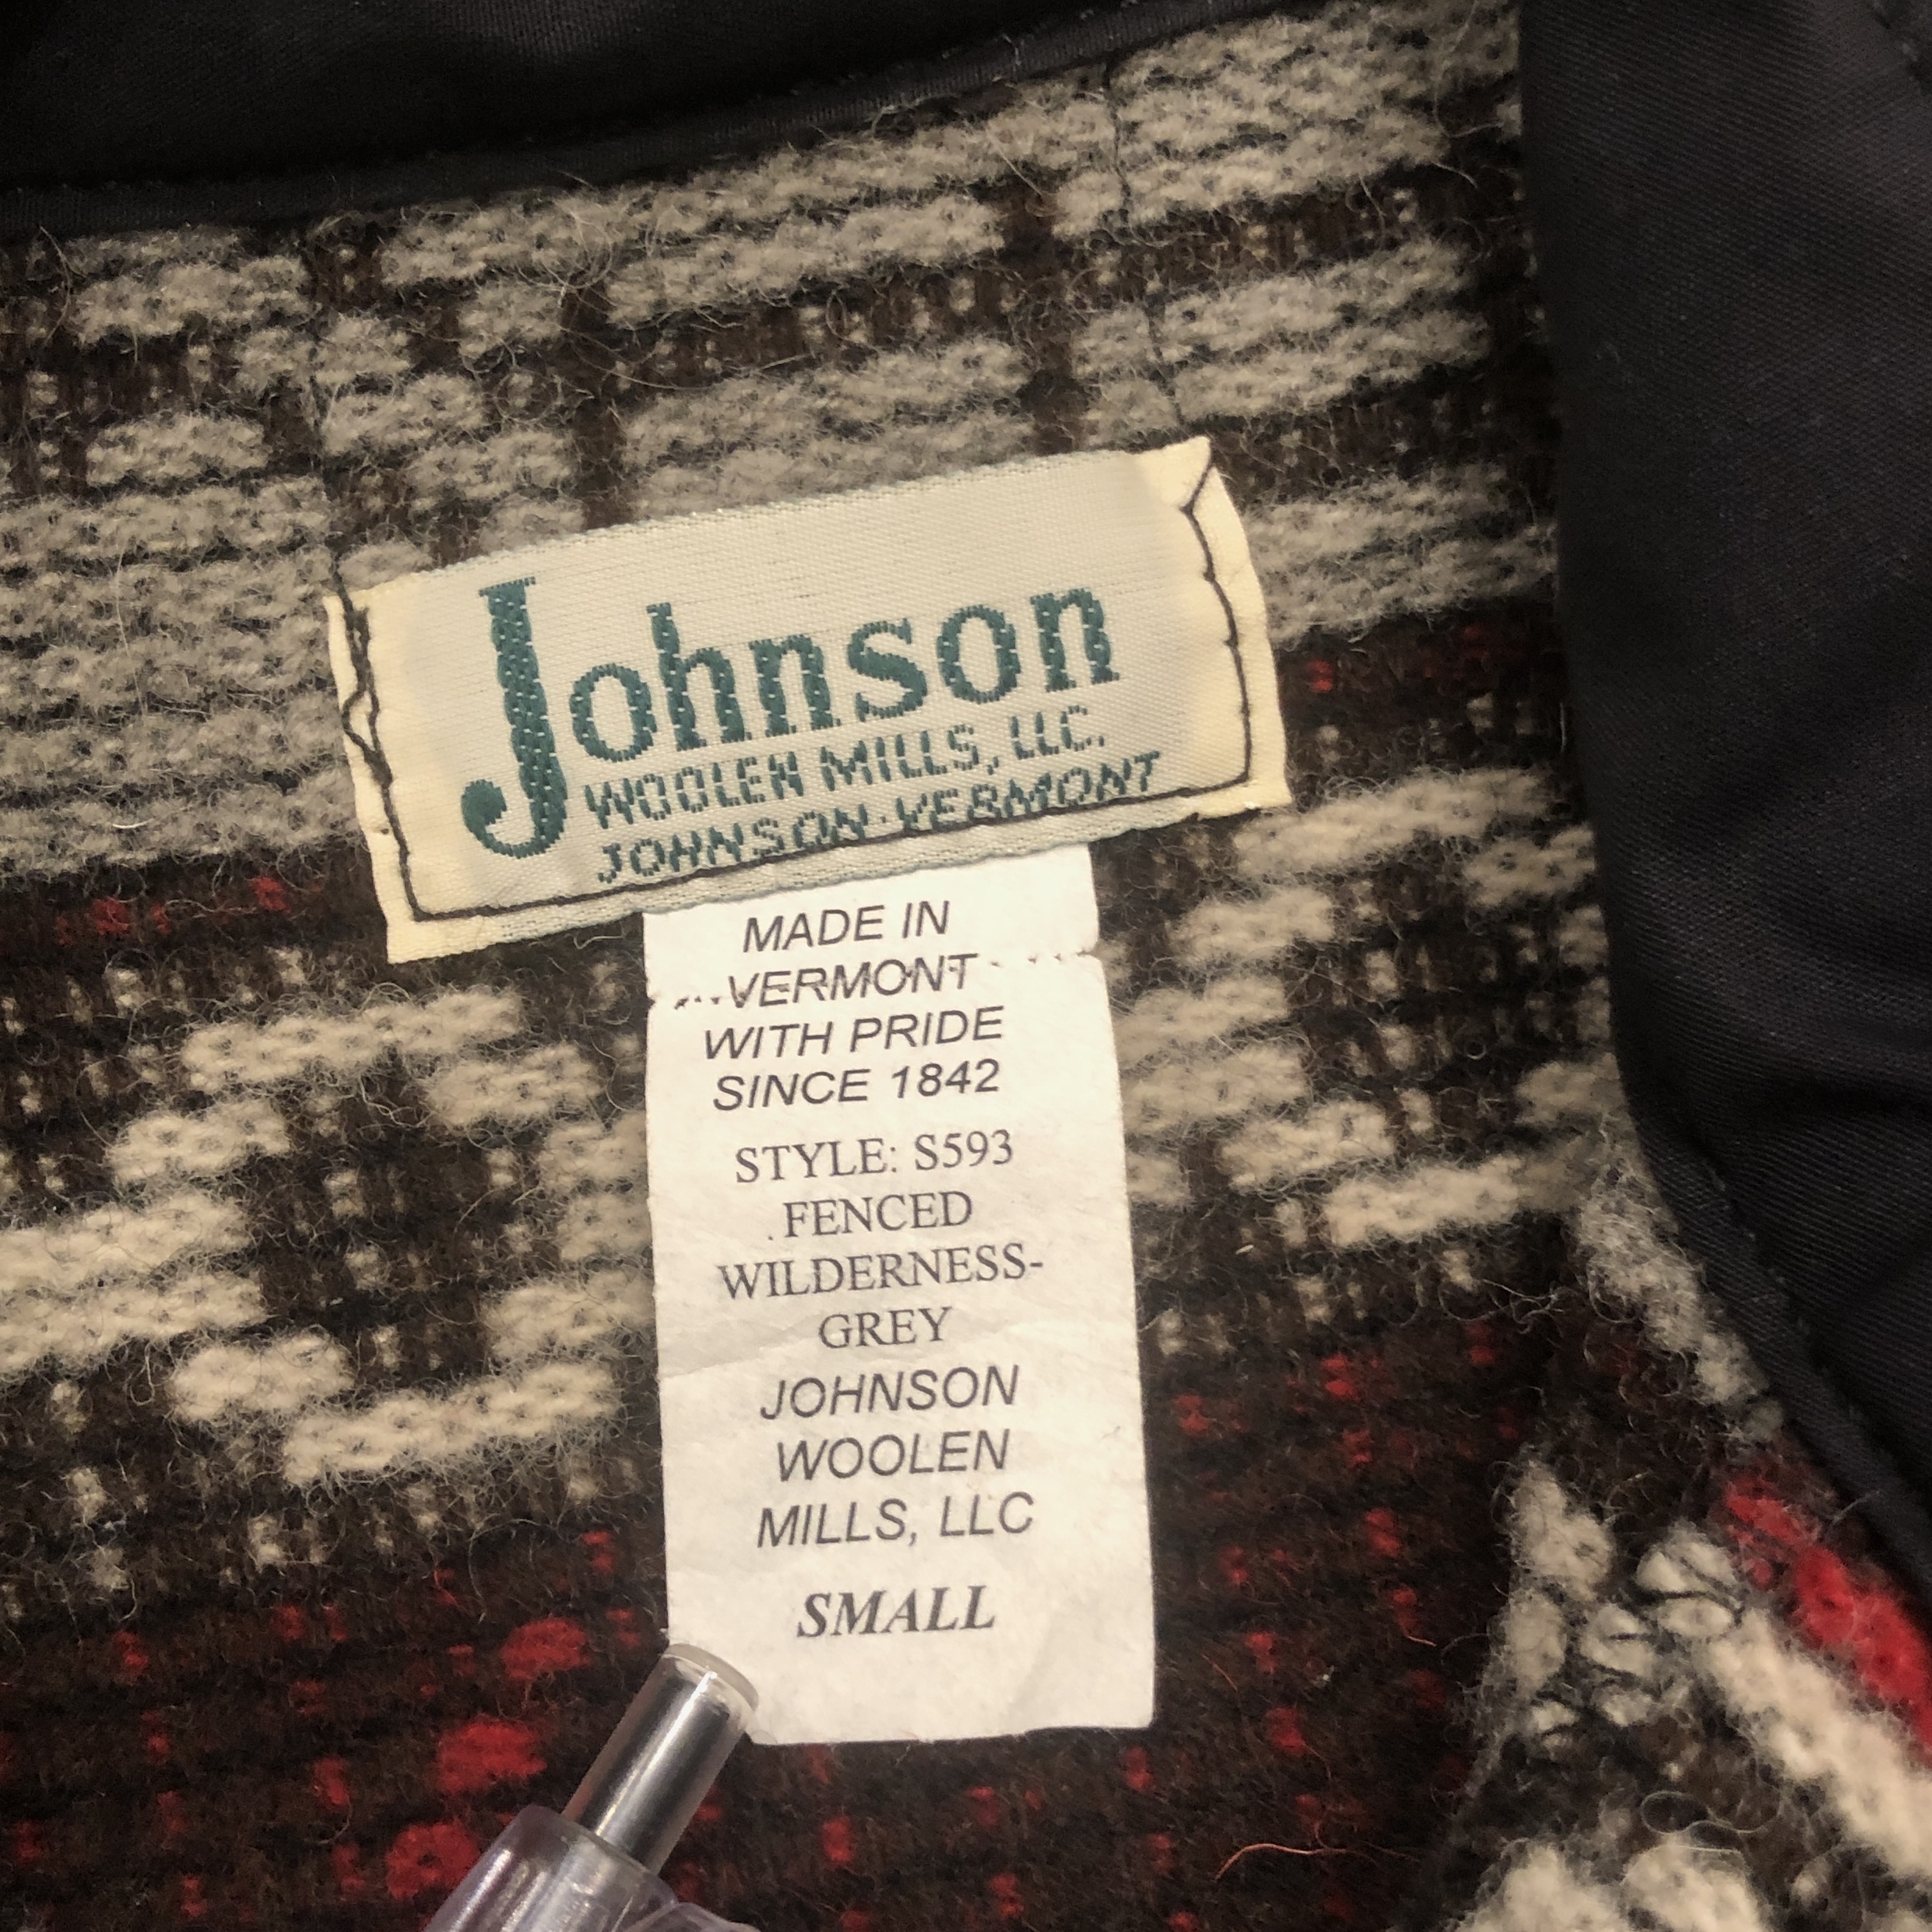 Johnson
WOOLEN MILLS, LLC.
JOHNSON·VERMONT
MADE IN
VERMONT
WITH PRIDE
SINCE 1842
STYLE: S593
FENCED
WILDERNESS-
GREY
JOHNSON
WOOLEN
MILLS, LLC
SMALL